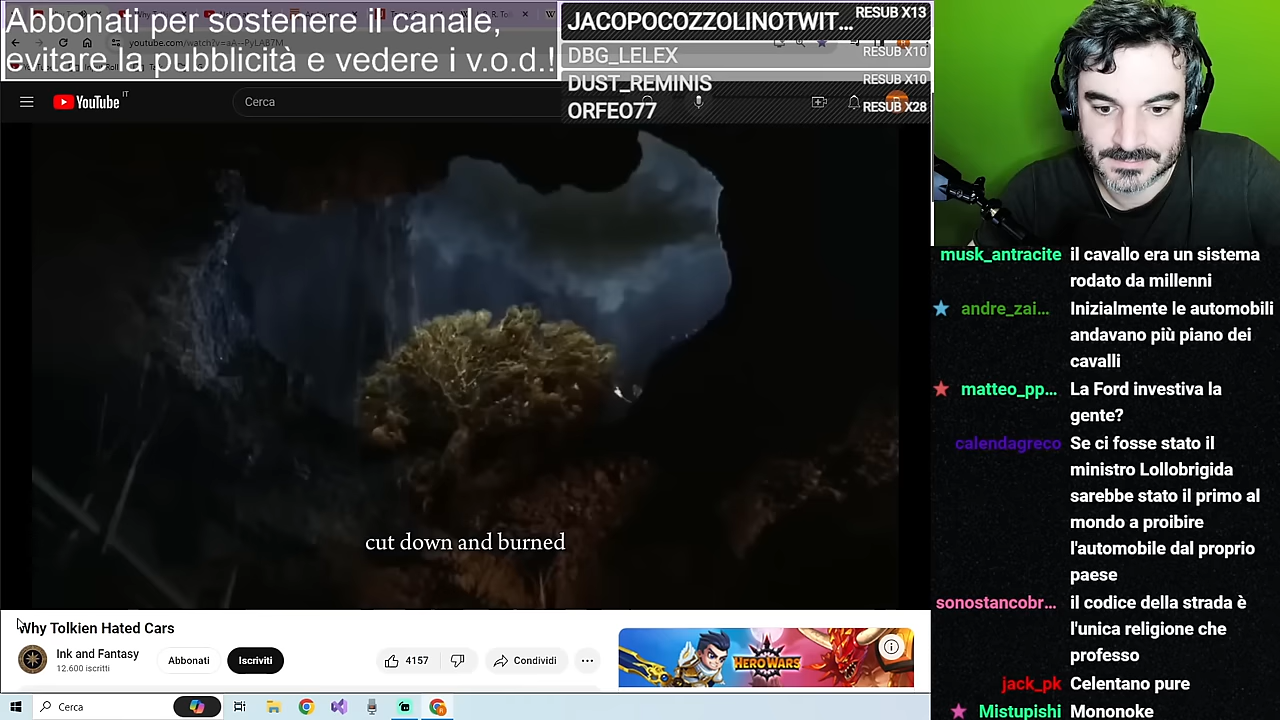 Abbonati per sostenere il canale,
evitare la pubblicità e vedere i v.o.d.!
JACOPOCOZZOLINOTWIT... RESUB X13
DBG_LELEX RESUB X10
DUST_REMINIS RESUB X10
ORFEO77 RESUB X28
YouTube IT
Cerca
cut down and burned
Why Tolkien Hated Cars
Ink and Fantasy
12.600 iscritti
Abbonati
Iscriviti
4157
Condividi
HERO WARS
Cerca
musk_antracite il cavallo era un sistema
rodato da millenni
andre_zai... Inizialmente le automobili
andavano più piano dei
cavalli
matteo_pp... La Ford investiva la
gente?
calendagreco Se ci fosse stato il
ministro Lollobrigida
sarebbe stato il primo al
mondo a proibire
l'automobile dal proprio
paese
sonostancobr... il codice della strada è
l'unica religione che
professo
jack_pk Celentano pure
Mistupishi Mononoke